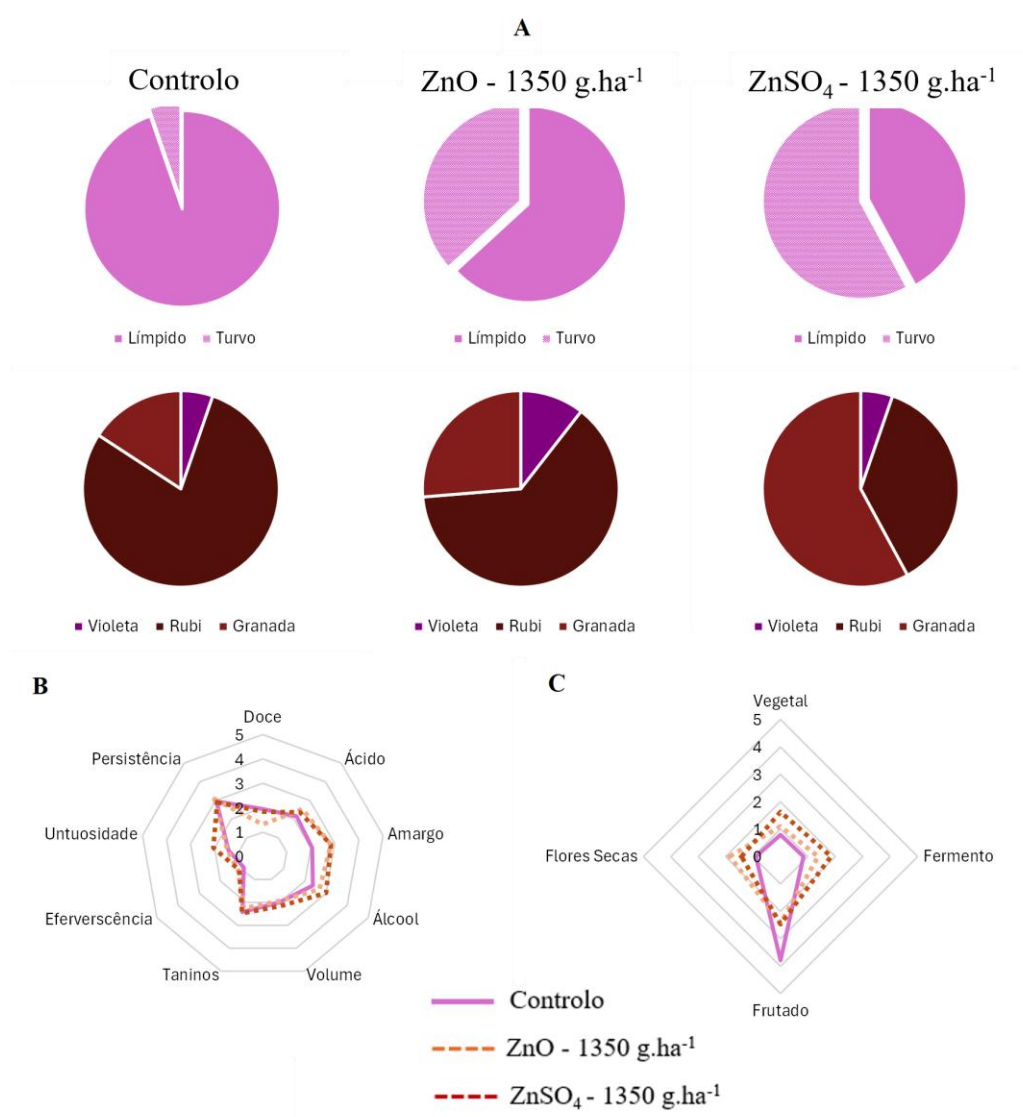 A
Controlo
ZnO - 1350 g.ha⁻¹
ZnSO₄ - 1350 g.ha⁻¹
Límpido Turvo
Límpido Turvo
Límpido Turvo
Violeta Rubi Granada
Violeta Rubi Granada
Violeta Rubi Granada
B
Doce
Ácido
Amargo
Álcool
Volume
Taninos
Eferverscência
Untuosidade
Persistência
5
4
3
2
1
0
C
Vegetal
Fermento
Frutado
Flores Secas
5
4
3
2
1
0
Controlo
ZnO - 1350 g.ha⁻¹
ZnSO₄ - 1350 g.ha⁻¹